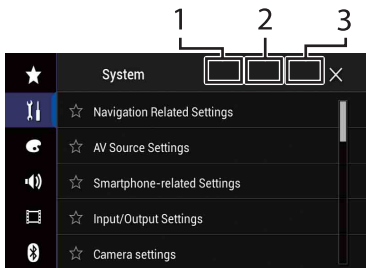 1 2 3
System
Navigation Related Settings
AV Source Settings
Smartphone-related Settings
Input/Output Settings
Camera settings